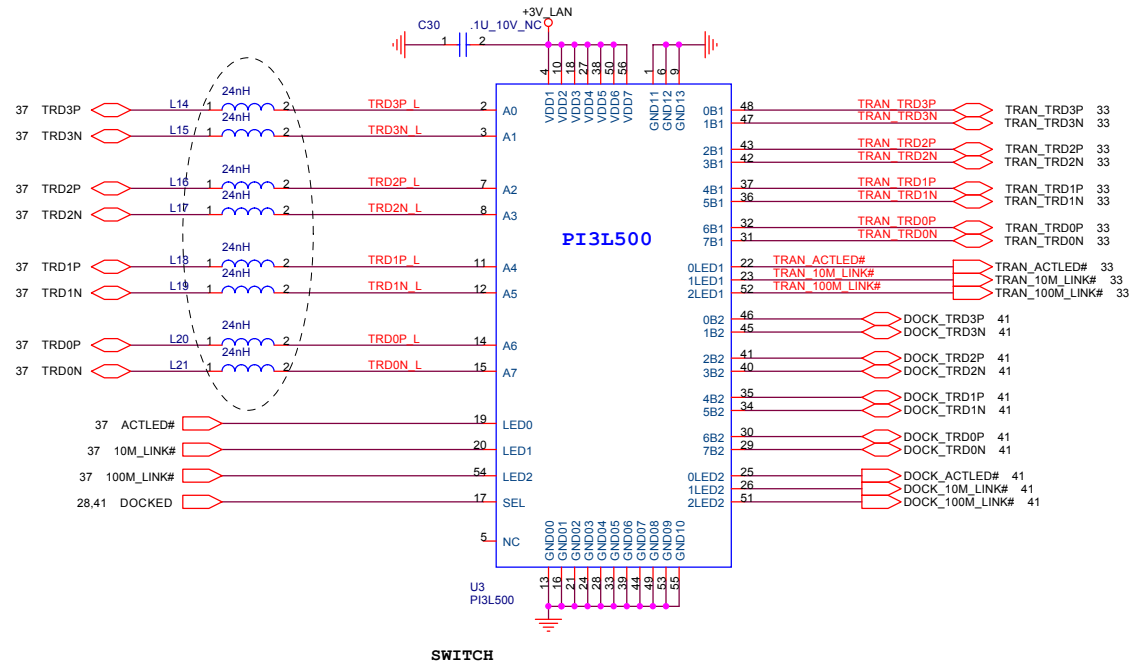 +3V_LAN
C30 .1U_10V_NC
1 2
4 10 18 27 38 50 56 1 6 9
VDD1 VDD2 VDD3 VDD4 VDD5 VDD6 VDD7 GND11 GND12 GND13
24nH
37 TRD3P L14 1 2 TRD3P_L 2 A0
24nH
37 TRD3N L15 1 2 TRD3N_L 3 A1
24nH
37 TRD2P L16 1 2 TRD2P_L 7 A2
24nH
37 TRD2N L17 1 2 TRD2N_L 8 A3
24nH
37 TRD1P L18 1 2 TRD1P_L 11 A4
24nH
37 TRD1N L19 1 2 TRD1N_L 12 A5
24nH
37 TRD0P L20 1 2 TRD0P_L 14 A6
24nH
37 TRD0N L21 1 2 TRD0N_L 15 A7
37 ACTLED# 19 LED0
37 10M_LINK# 20 LED1
37 100M_LINK# 54 LED2
28,41 DOCKED 17 SEL
5 NC
PI3L500
0B1 48 TRAN_TRD3P TRAN_TRD3P 33
1B1 47 TRAN_TRD3N TRAN_TRD3N 33
2B1 43 TRAN_TRD2P TRAN_TRD2P 33
3B1 42 TRAN_TRD2N TRAN_TRD2N 33
4B1 37 TRAN_TRD1P TRAN_TRD1P 33
5B1 36 TRAN_TRD1N TRAN_TRD1N 33
6B1 32 TRAN_TRD0P TRAN_TRD0P 33
7B1 31 TRAN_TRD0N TRAN_TRD0N 33
0LED1 22 TRAN_ACTLED# TRAN_ACTLED# 33
1LED1 23 TRAN_10M_LINK# TRAN_10M_LINK# 33
2LED1 52 TRAN_100M_LINK# TRAN_100M_LINK# 33
0B2 46 DOCK_TRD3P 41
1B2 45 DOCK_TRD3N 41
2B2 41 DOCK_TRD2P 41
3B2 40 DOCK_TRD2N 41
4B2 35 DOCK_TRD1P 41
5B2 34 DOCK_TRD1N 41
6B2 30 DOCK_TRD0P 41
7B2 29 DOCK_TRD0N 41
0LED2 25 DOCK_ACTLED# 41
1LED2 26 DOCK_10M_LINK# 41
2LED2 51 DOCK_100M_LINK# 41
GND00 GND01 GND02 GND03 GND04 GND05 GND06 GND07 GND08 GND09 GND10
13 16 21 24 28 33 39 44 49 53 55
U3
PI3L500
SWITCH